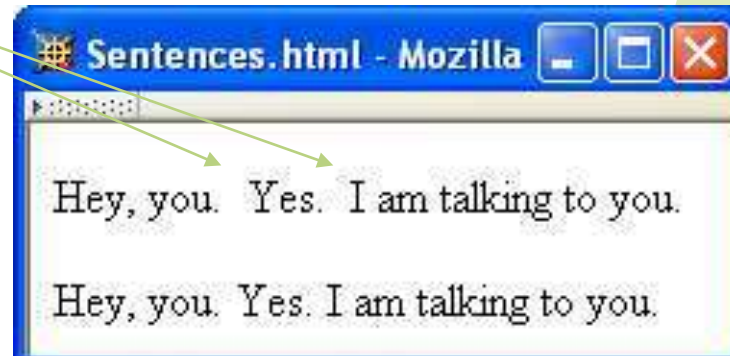 Sentences.html - Mozilla
Hey, you.  Yes.  I am talking to you.
Hey, you. Yes. I am talking to you.